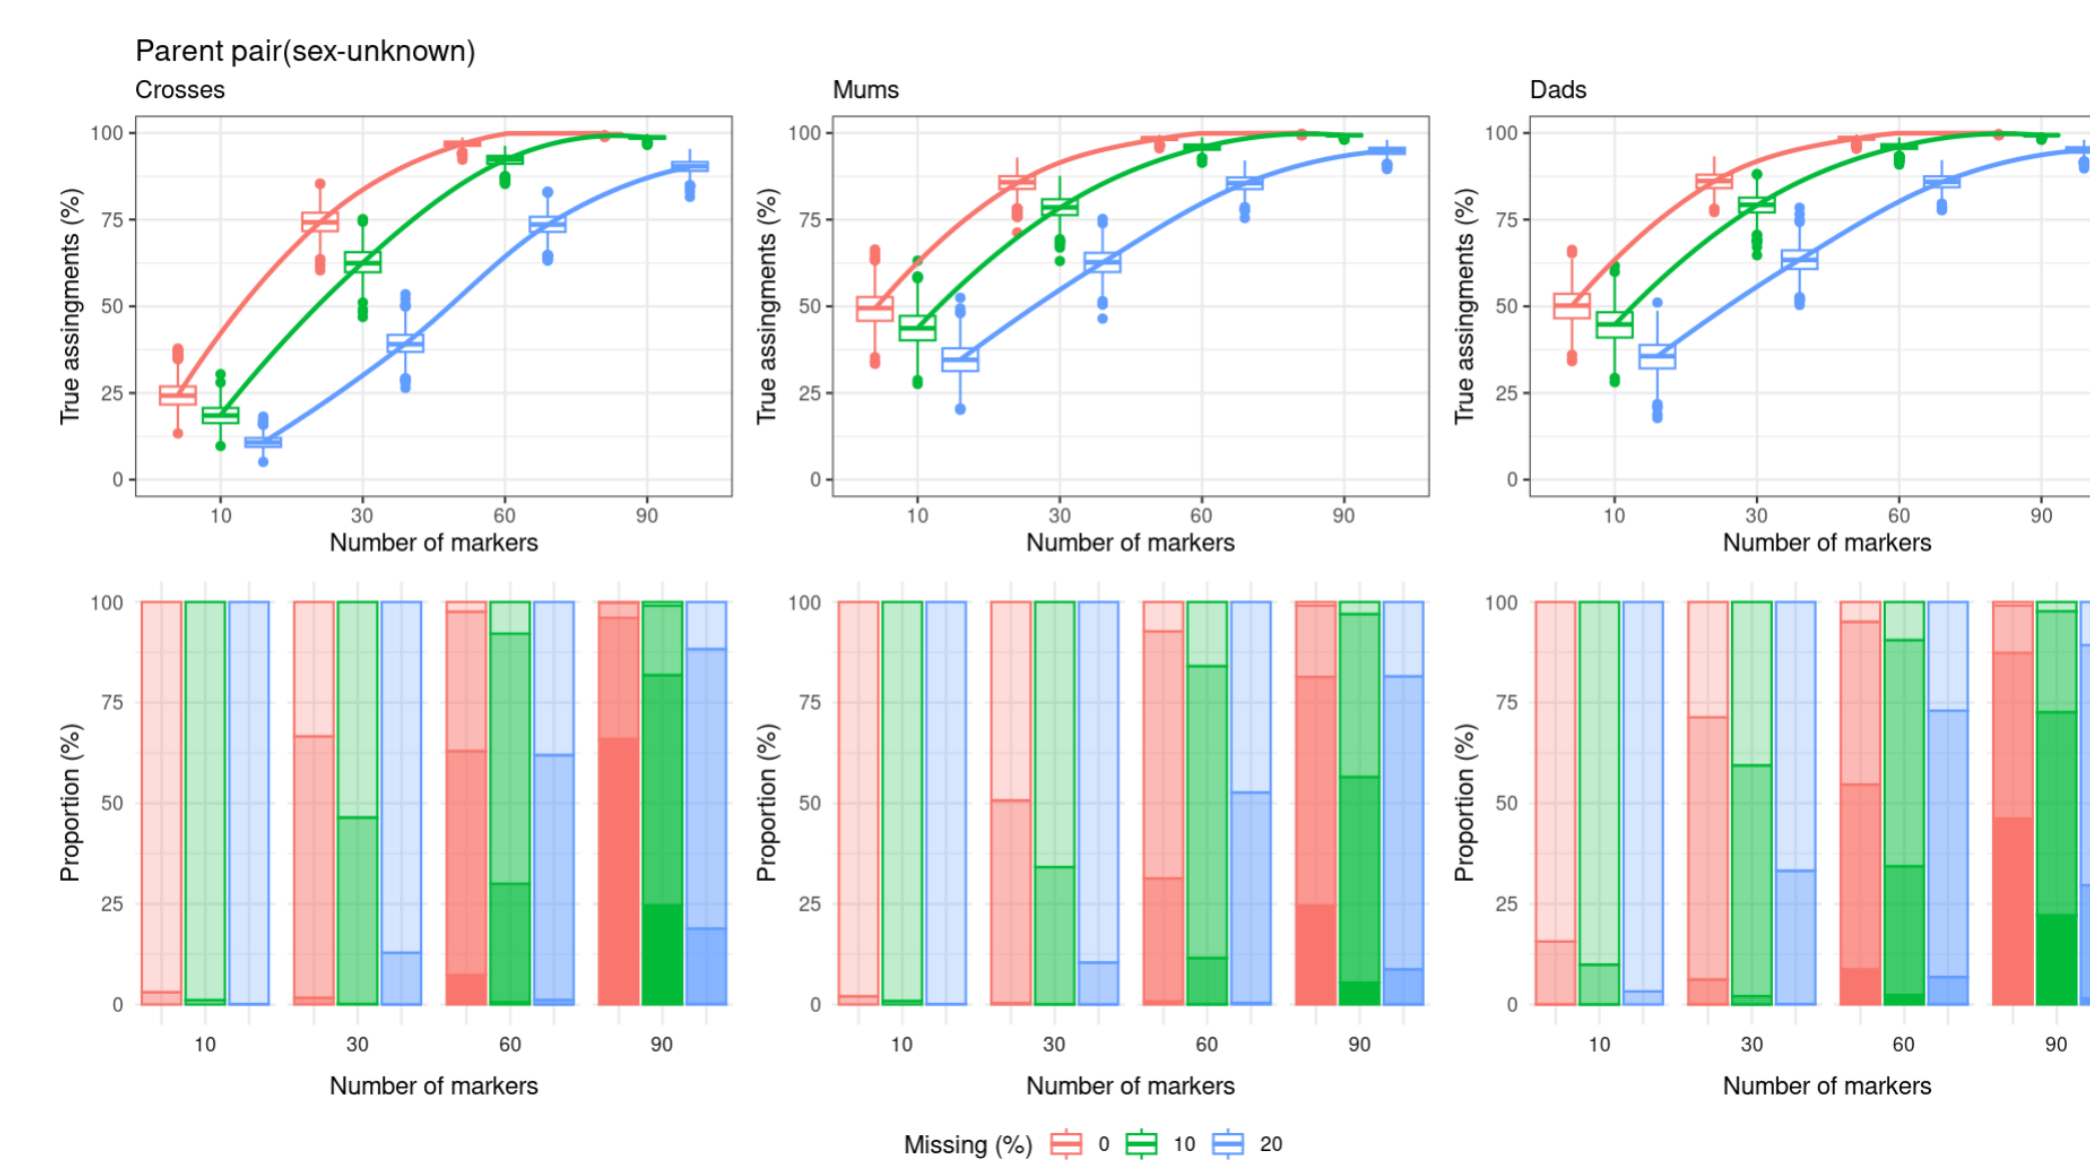 Parent pair(sex-unknown)
Crosses
Mums
Dads
True assingments (%)
100
75
50
25
0
10 30 60 90
Number of markers
True assingments (%)
100
75
50
25
0
10 30 60 90
Number of markers
True assingments (%)
100
75
50
25
0
10 30 60 90
Number of markers
Proportion (%)
100
75
50
25
0
10 30 60 90
Number of markers
Proportion (%)
100
75
50
25
0
10 30 60 90
Number of markers
Proportion (%)
100
75
50
25
0
10 30 60 90
Number of markers
Missing (%) 0 10 20